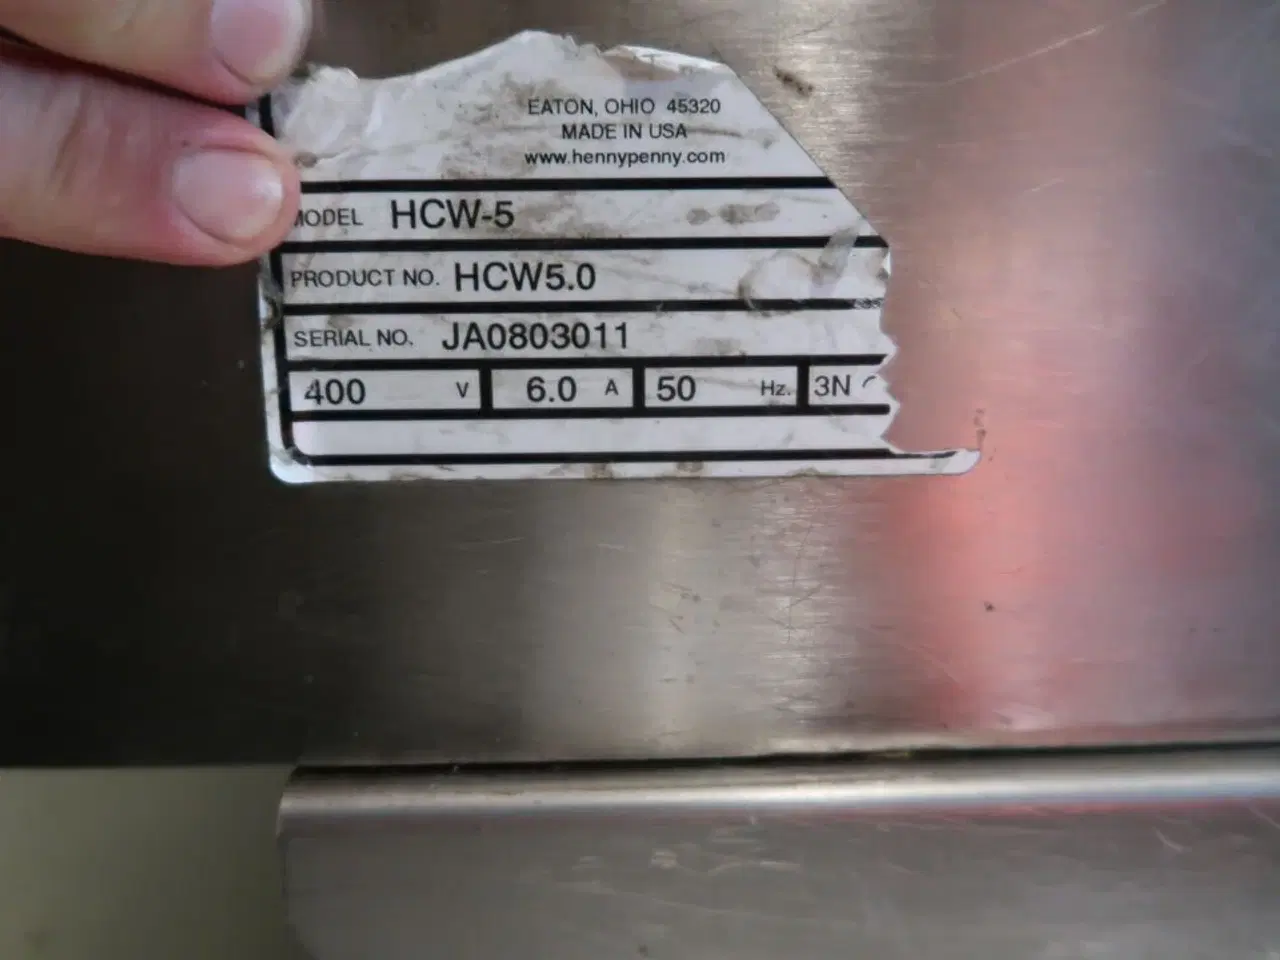 EATON, OHIO 45320
MADE IN USA
www.hennypenny.com
MODEL HCW-5
PRODUCT NO. HCW5.0
SERIAL NO. JA0803011
400 V 6.0 A 50 Hz. 3N